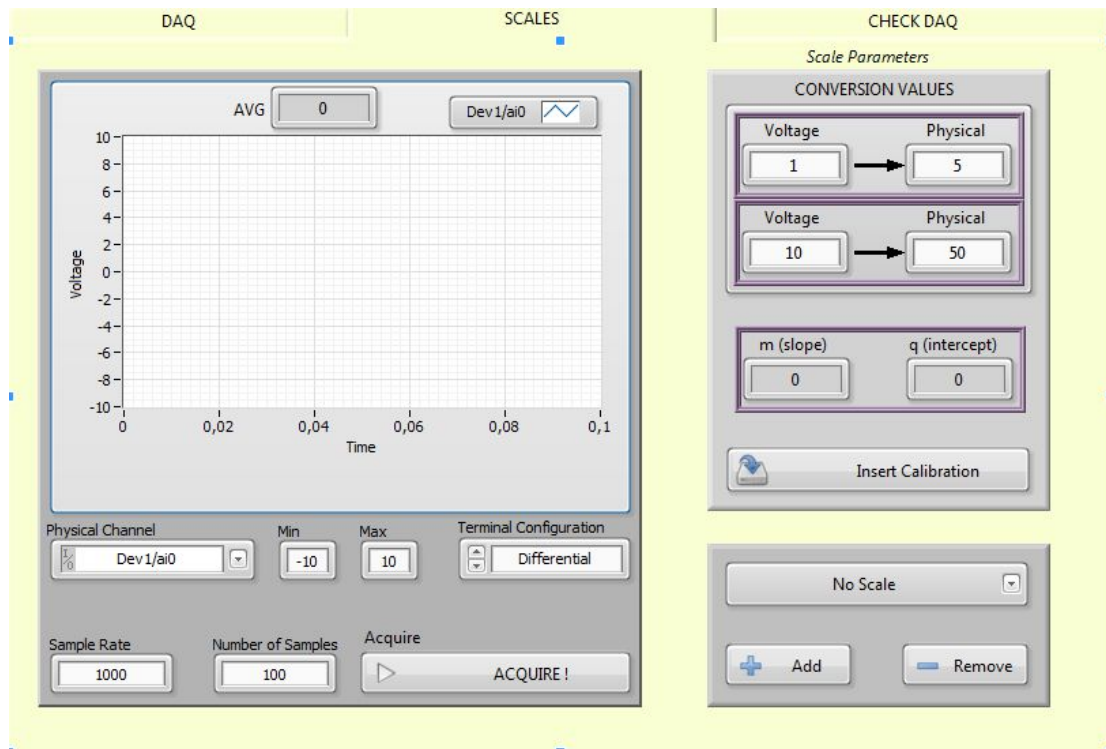 DAQ SCALES CHECK DAQ
Scale Parameters
AVG 0 Dev1/ai0
10
8
6
4
2
0
-2
-4
-6
-8
-10
Voltage
0 0,02 0,04 0,06 0,08 0,1
Time
Physical Channel Min Max Terminal Configuration
I/O Dev1/ai0 -10 10 Differential
Sample Rate Number of Samples Acquire
1000 100 ACQUIRE !
CONVERSION VALUES
Voltage Physical
1 5
Voltage Physical
10 50
m (slope) q (intercept)
0 0
Insert Calibration
No Scale
Add Remove